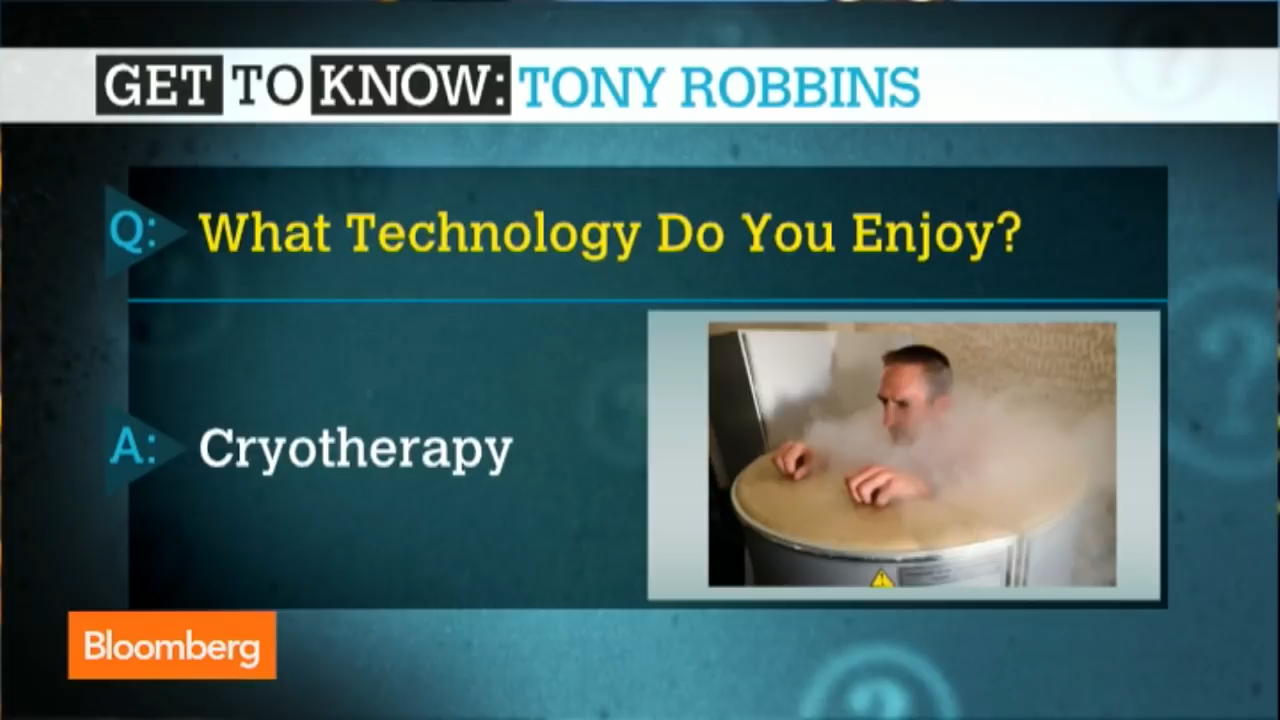 GET TO KNOW: TONY ROBBINS
Q: What Technology Do You Enjoy?
A: Cryotherapy
Bloomberg